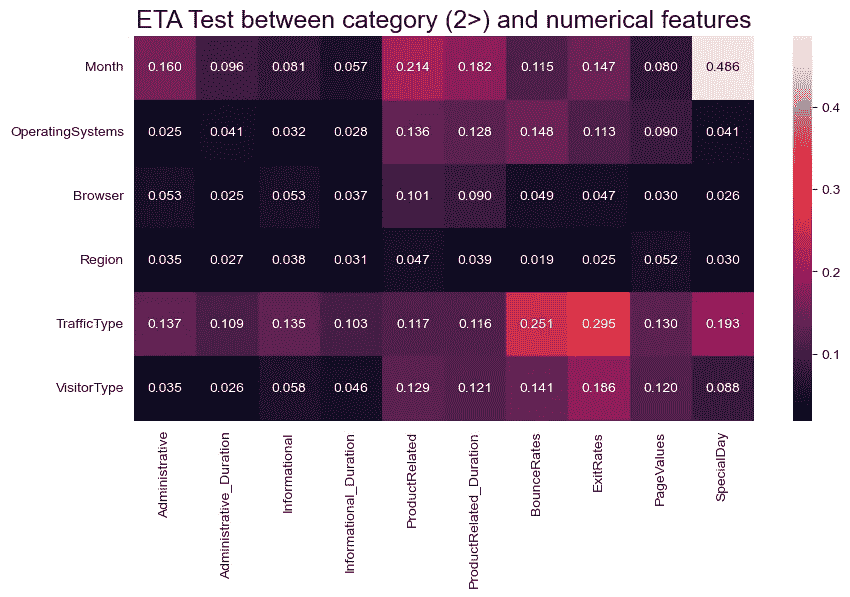 ETA Test between category (2>) and numerical features
Month 0.160 0.096 0.081 0.057 0.214 0.182 0.115 0.147 0.080 0.486
OperatingSystems 0.025 0.041 0.032 0.028 0.136 0.128 0.148 0.113 0.090 0.041
Browser 0.053 0.025 0.053 0.037 0.101 0.090 0.049 0.047 0.030 0.026
Region 0.035 0.027 0.038 0.031 0.047 0.039 0.019 0.025 0.052 0.030
TrafficType 0.137 0.109 0.135 0.103 0.117 0.116 0.251 0.295 0.130 0.193
VisitorType 0.035 0.026 0.058 0.046 0.129 0.121 0.141 0.186 0.120 0.088
Administrative
Administrative_Duration
Informational
Informational_Duration
ProductRelated
ProductRelated_Duration
BounceRates
ExitRates
PageValues
SpecialDay
0.4
0.3
0.2
0.1